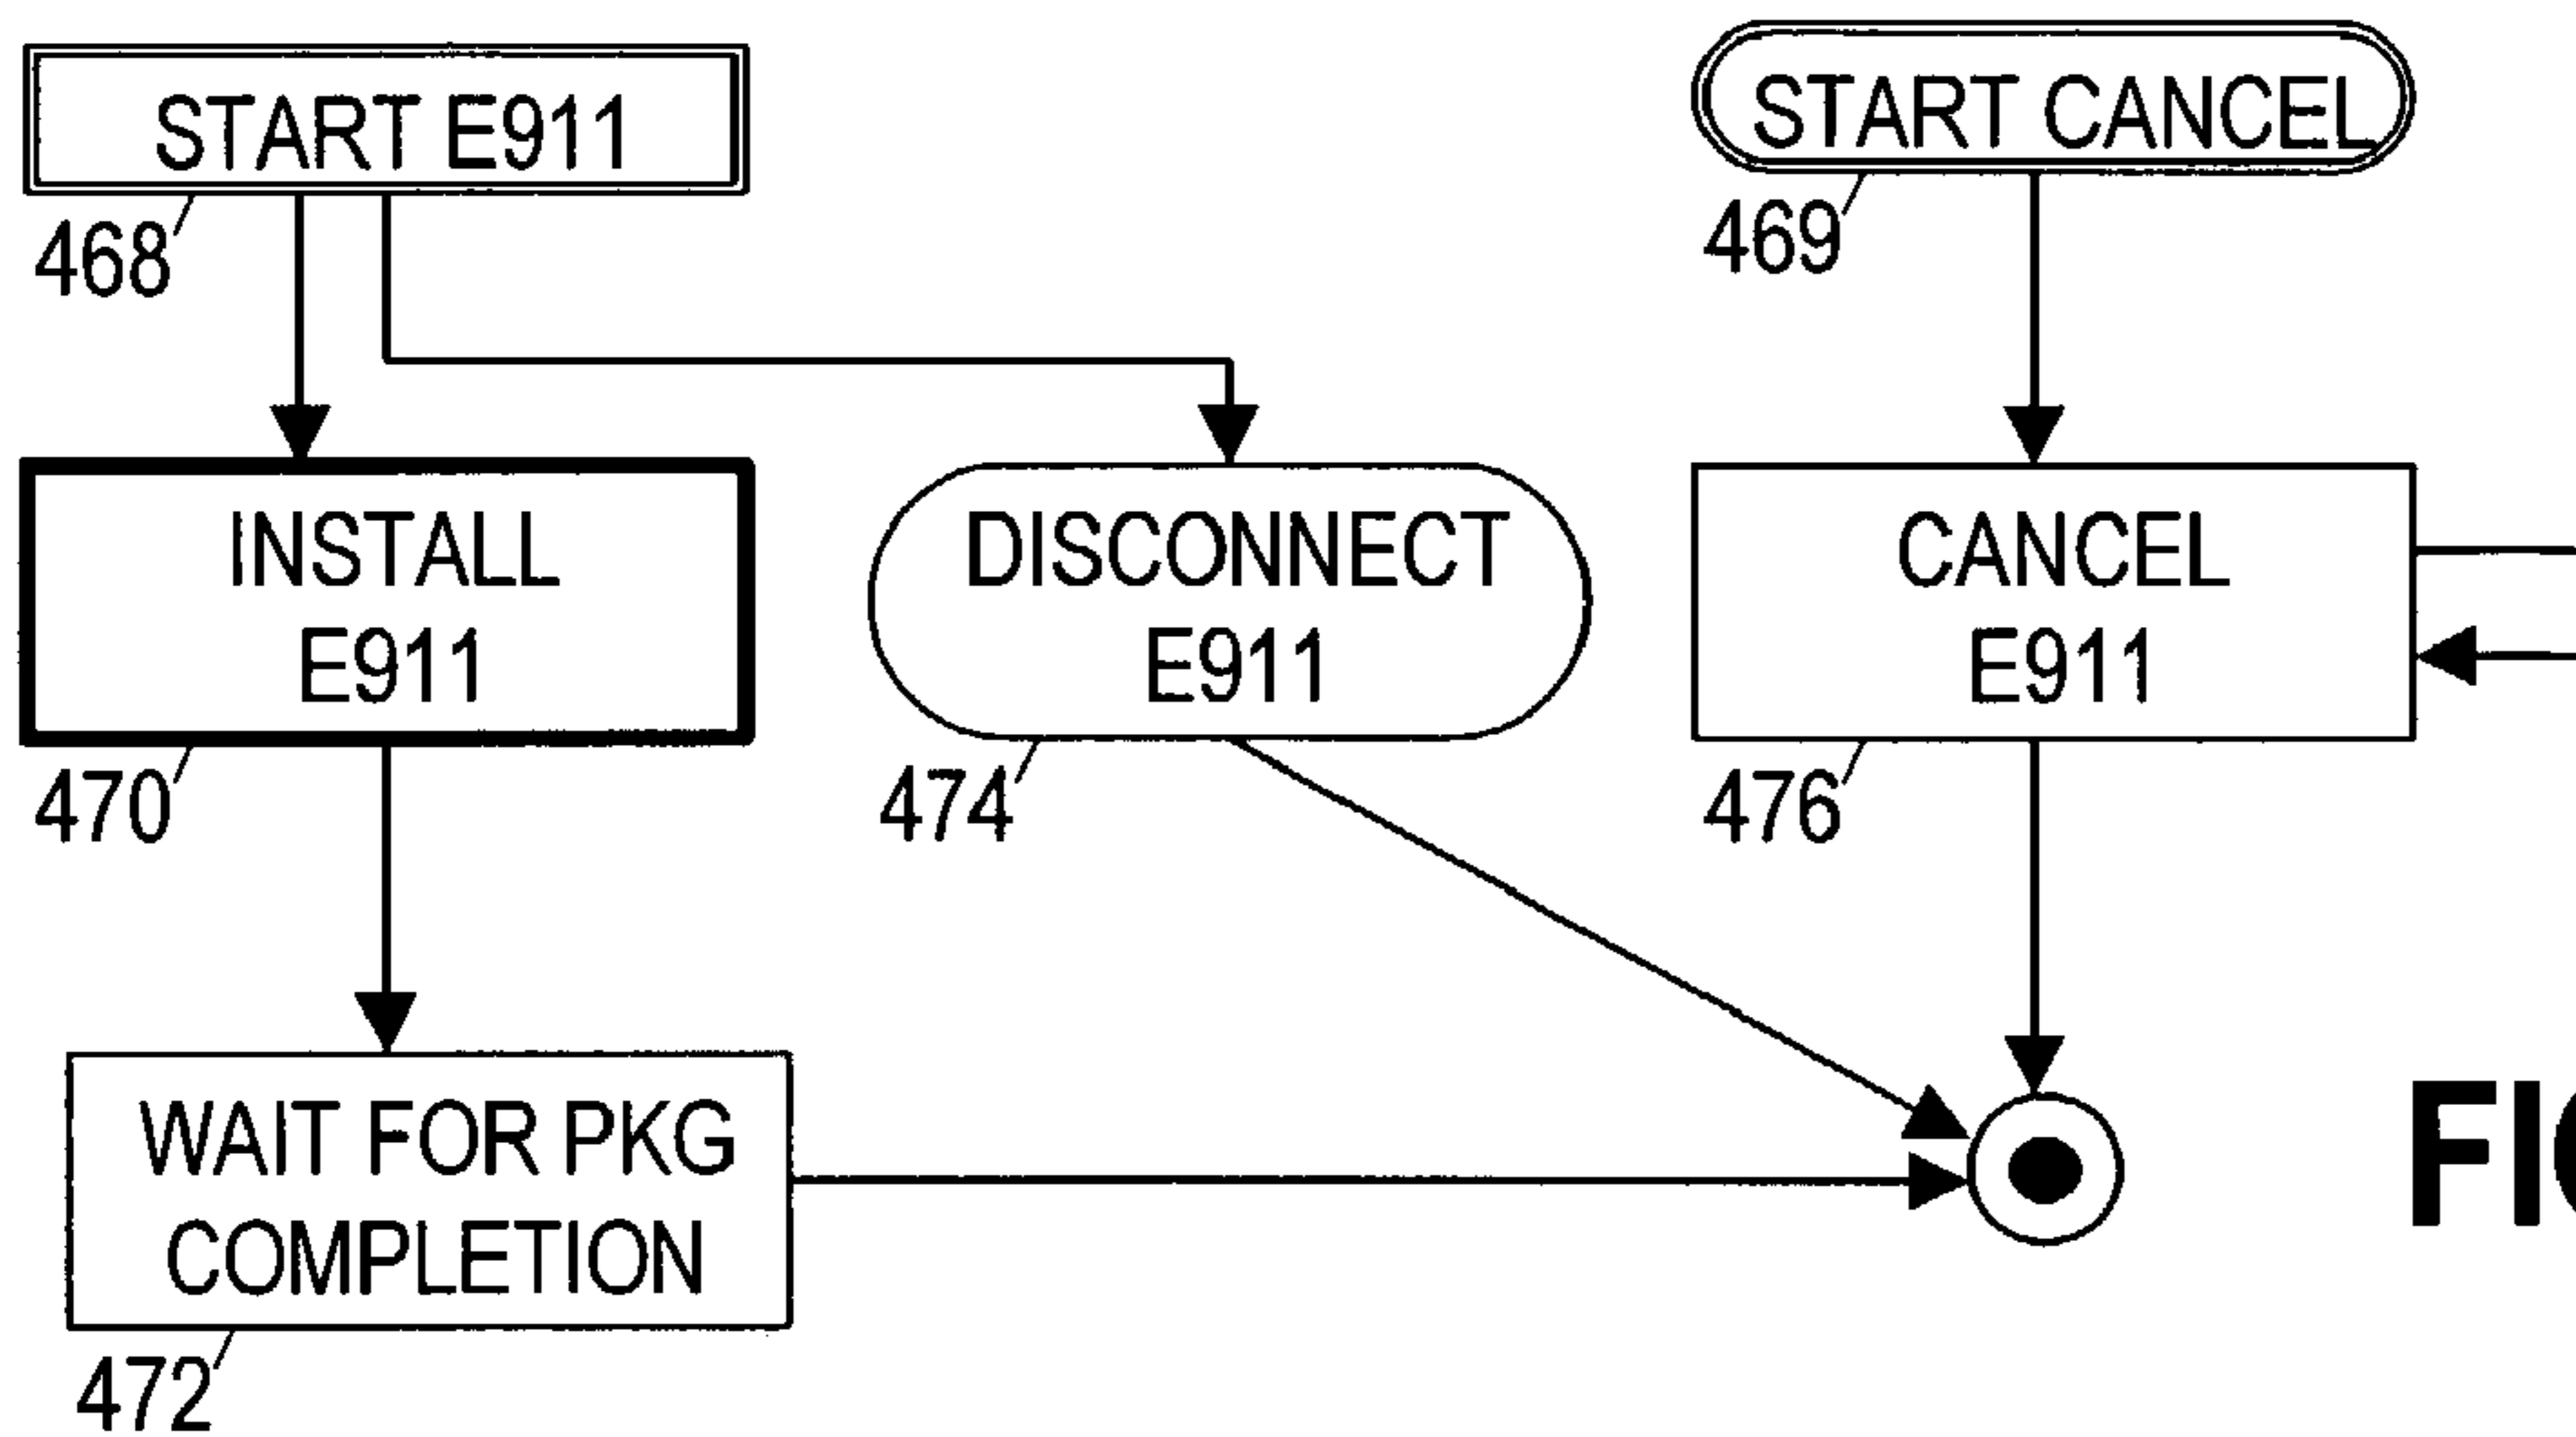 START E911
468
START CANCEL
469
INSTALL
E911
470
DISCONNECT
E911
474
CANCEL
E911
476
WAIT FOR PKG
COMPLETION
472